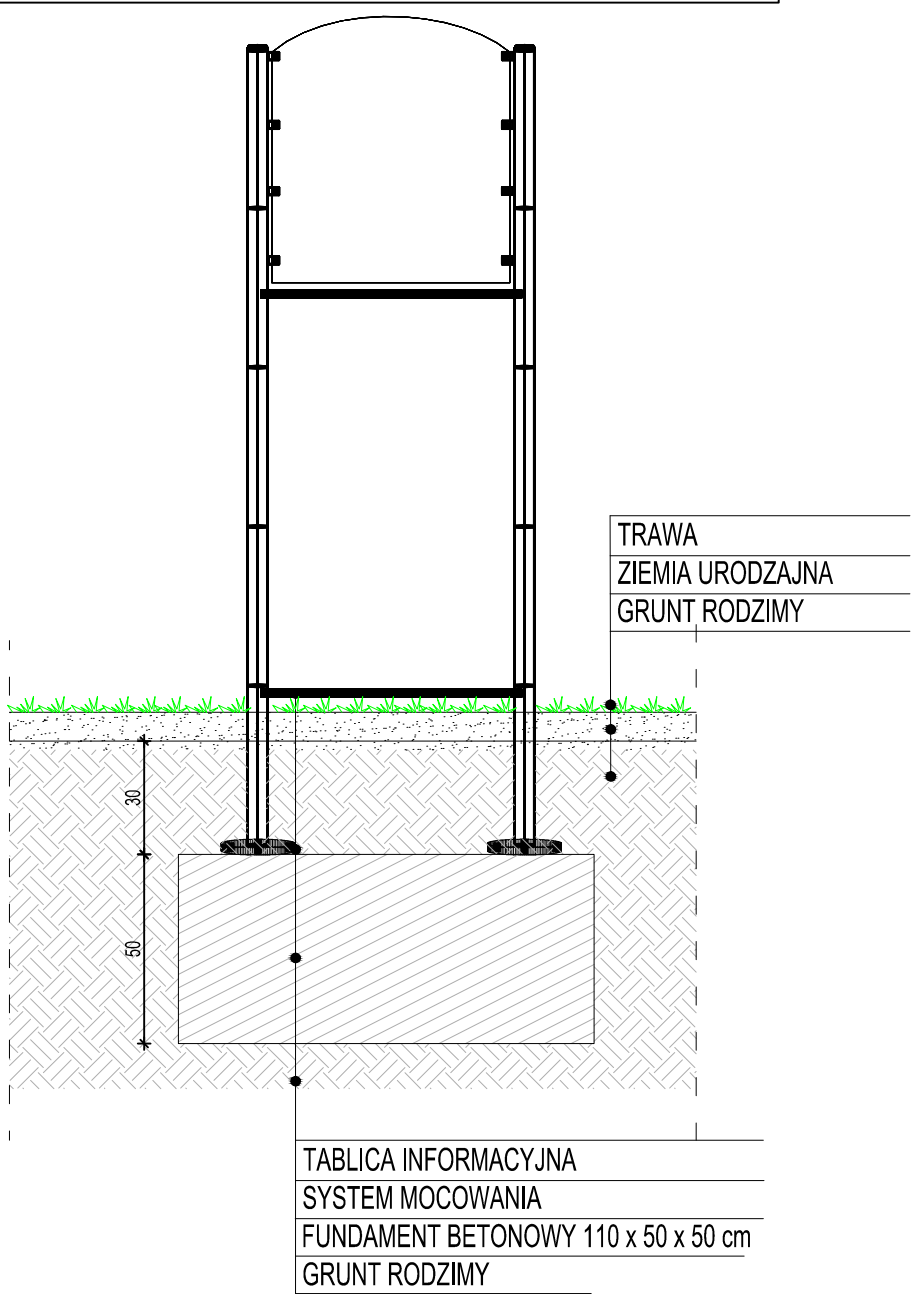 TRAWA
ZIEMIA URODZAJNA
GRUNT RODZIMY
30
50
TABLICA INFORMACYJNA
SYSTEM MOCOWANIA
FUNDAMENT BETONOWY 110 x 50 x 50 cm
GRUNT RODZIMY